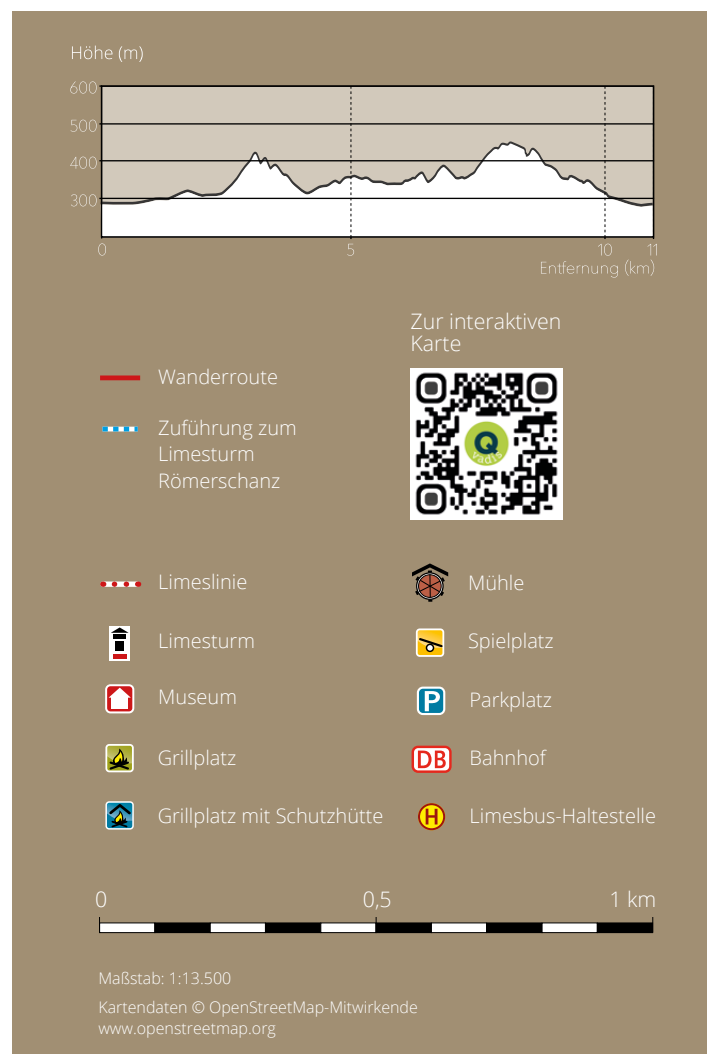 Höhe (m)
600
500
400
300
0
5
10
11
Entfernung (km)
Zur interaktiven
Karte
Q
vadis
Wanderroute
Zuführung zum
Limesturm
Römerschanz
Limeslinie
Limesturm
Museum
Grillplatz
Grillplatz mit Schutzhütte
Mühle
Spielplatz
P Parkplatz
DB Bahnhof
H Limesbus-Haltestelle
0 0,5 1 km
Maßstab: 1:13.500
Kartendaten © OpenStreetMap-Mitwirkende
www.openstreetmap.org